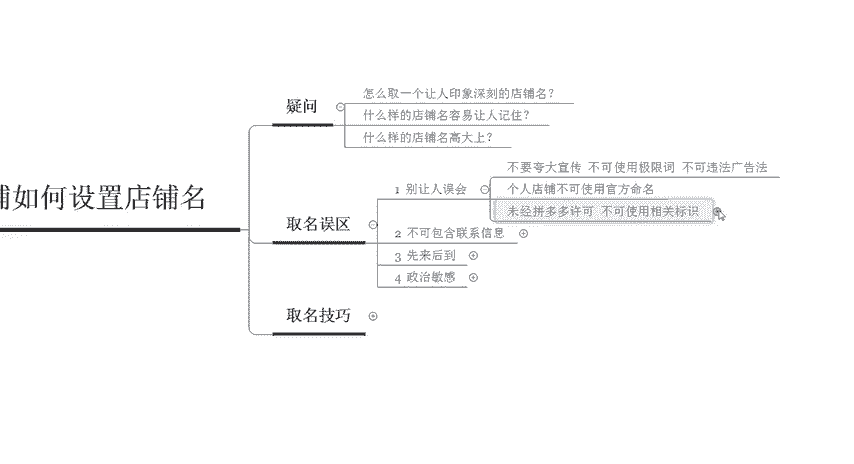 铺如何设置店铺名
疑问
怎么取一个让人印象深刻的店铺名?
什么样的店铺名容易让人记住?
什么样的店铺名高大上?
取名误区
1 别让人误会
不要夸大宣传 不可使用极限词 不可违法广告法
个人店铺不可使用官方命名
未经拼多多许可 不可使用相关标识
2 不可包含联系信息
3 先来后到
4 政治敏感
取名技巧